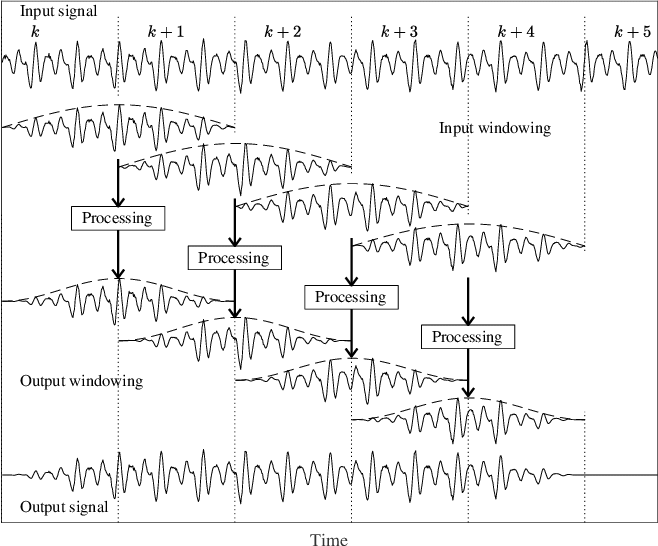 Input signal
k k+1 k+2 k+3 k+4 k+5
Input windowing
Processing
Processing
Processing
Processing
Output windowing
Output signal
Time